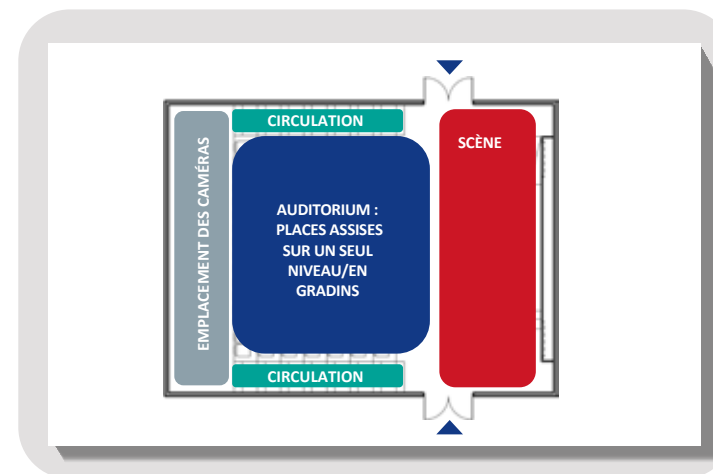 CIRCULATION
SCÈNE
EMPLACEMENT DES CAMÉRAS
AUDITORIUM :
PLACES ASSISES
SUR UN SEUL
NIVEAU/EN
GRADINS
CIRCULATION